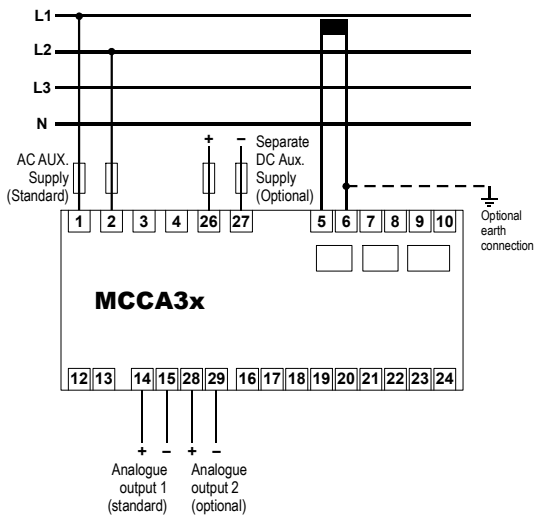 L1
L2
L3
N
AC AUX.
Supply
(Standard)
+ –
Separate
DC Aux.
Supply
(Optional)
1 2 3 4 26 27 5 6 7 8 9 10
Optional
earth
connection
MCCA3x
12 13 14 15 28 29 16 17 18 19 20 21 22 23 24
+ – + –
Analogue
output 1
(standard)
Analogue
output 2
(optional)